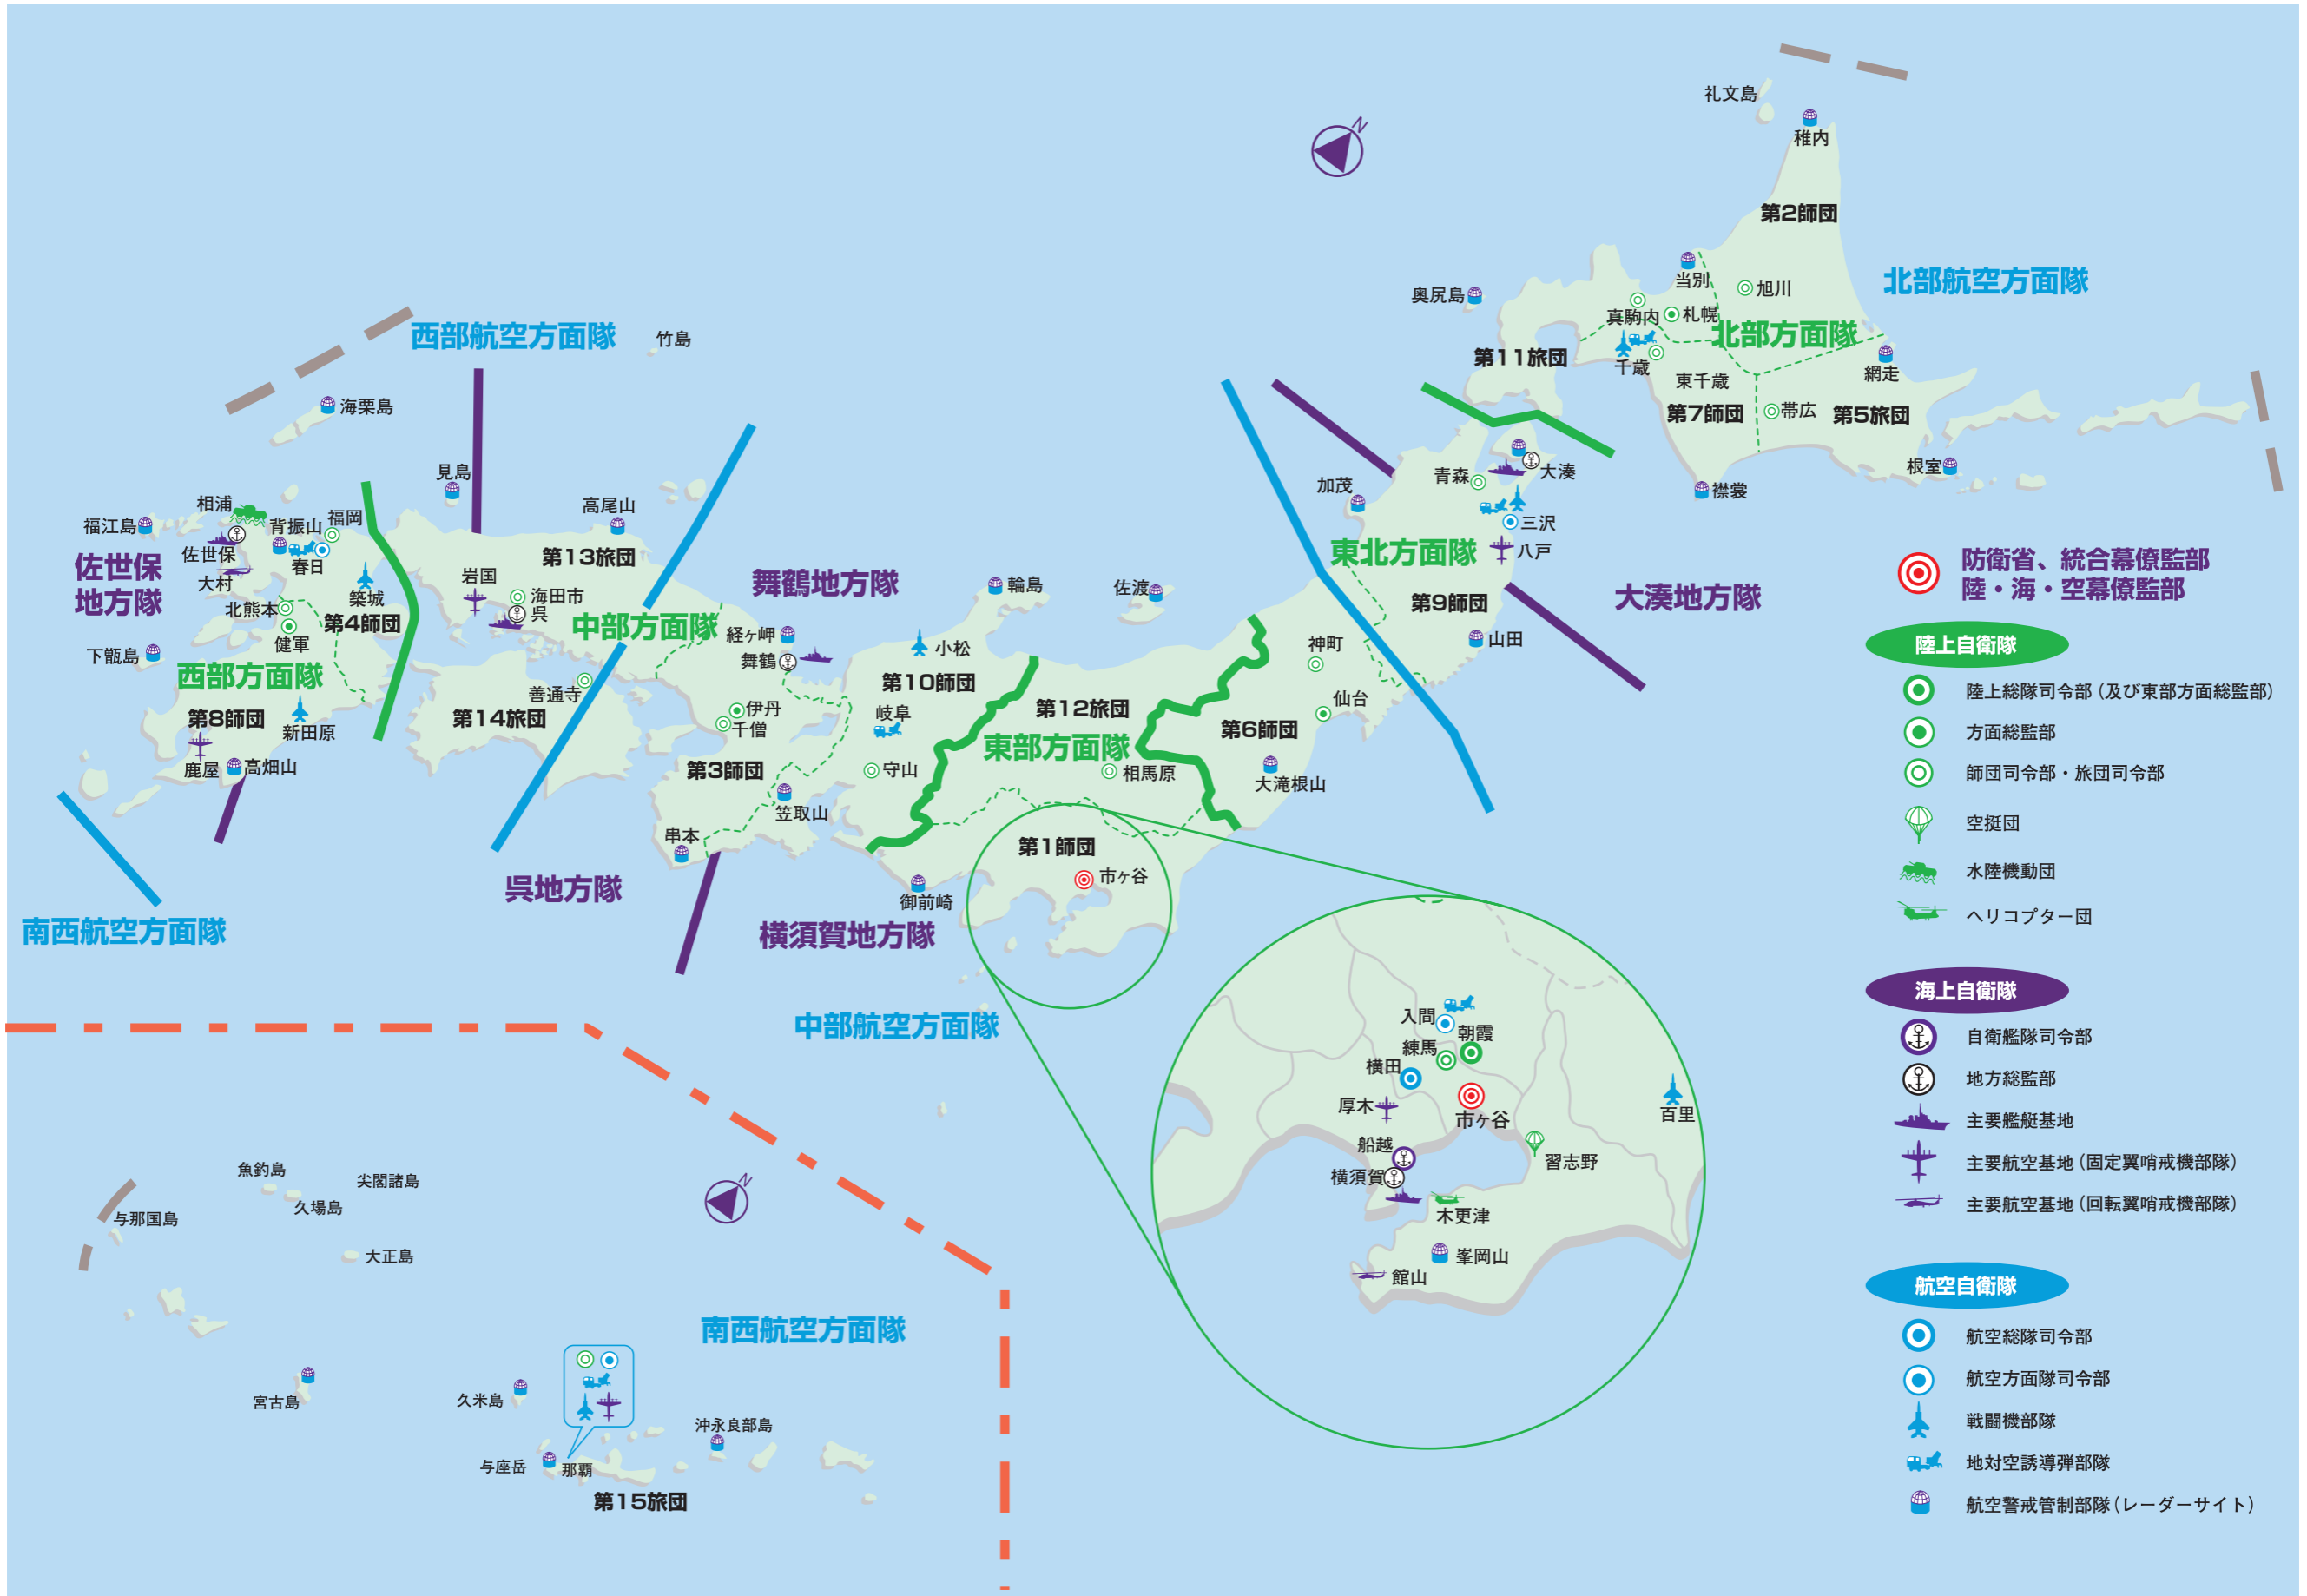 礼文島
稚内
第2師団
当別
旭川
北部航空方面隊
奥尻島
真駒内
札幌
北部方面隊
西部航空方面隊
竹島
第11旅団
千歳
網走
東千歳
第7師団
帯広
第5旅団
海栗島
根室
襟裳
見島
高尾山
加茂
青森
大湊
三沢
八戸
東北方面隊
第9師団
大湊地方隊
山田
相浦
福江島
背振山
福岡
佐世保
大村
春日
佐世保
地方隊
築城
北熊本
第4師団
健軍
下甑島
西部方面隊
第8師団
新田原
鹿屋
高畑山
岩国
第13旅団
海田市
呉
中部方面隊
善通寺
第14旅団
舞鶴地方隊
輪島
佐渡
経ヶ岬
舞鶴
小松
第10師団
伊丹
千僧
岐阜
第12旅団
東部方面隊
神町
仙台
第6師団
第3師団
守山
相馬原
大滝根山
笠取山
串本
第1師団
市ヶ谷
呉地方隊
御前崎
横須賀地方隊
南西航空方面隊
中部航空方面隊
N
防衛省、統合幕僚監部
陸・海・空幕僚監部
陸上自衛隊
陸上総隊司令部（及び東部方面総監部）
方面総監部
師団司令部・旅団司令部
空挺団
水陸機動団
ヘリコプター団
海上自衛隊
自衛艦隊司令部
地方総監部
主要艦艇基地
主要航空基地（固定翼哨戒機部隊）
主要航空基地（回転翼哨戒機部隊）
航空自衛隊
航空総隊司令部
航空方面隊司令部
戦闘機部隊
地対空誘導弾部隊
航空警戒管制部隊（レーダーサイト）
入間
朝霞
練馬
横田
厚木
市ヶ谷
百里
船越
習志野
横須賀
木更津
峯岡山
館山
N
魚釣島
尖閣諸島
久場島
与那国島
大正島
南西航空方面隊
宮古島
久米島
沖永良部島
与座岳
那覇
第15旅団